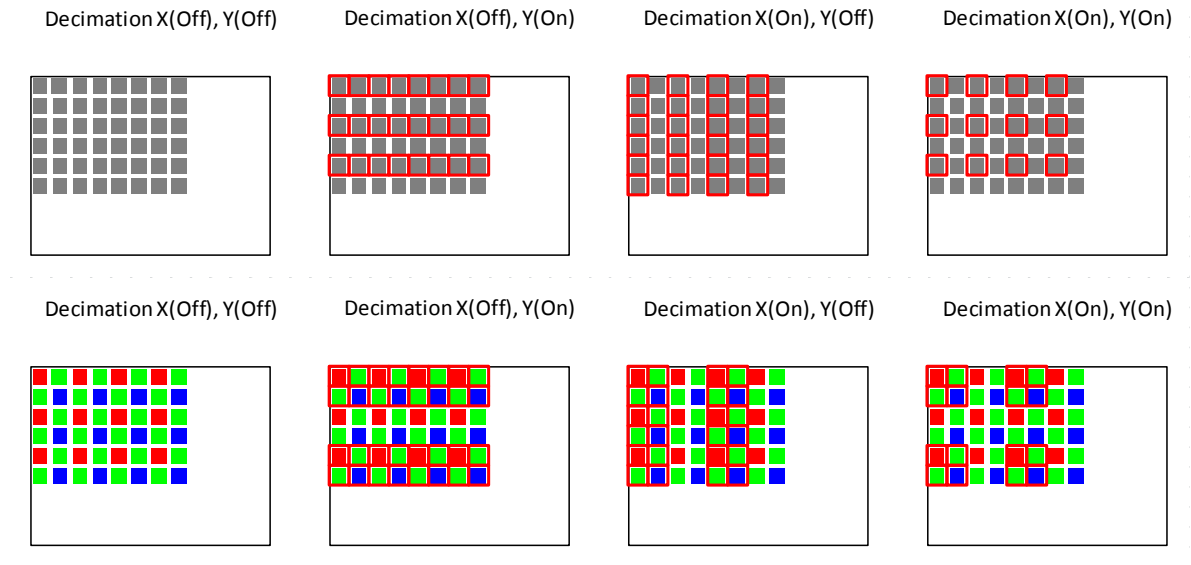 Decimation X(Off), Y(Off)
Decimation X(Off), Y(On)
Decimation X(On), Y(Off)
Decimation X(On), Y(On)
Decimation X(Off), Y(Off)
Decimation X(Off), Y(On)
Decimation X(On), Y(Off)
Decimation X(On), Y(On)